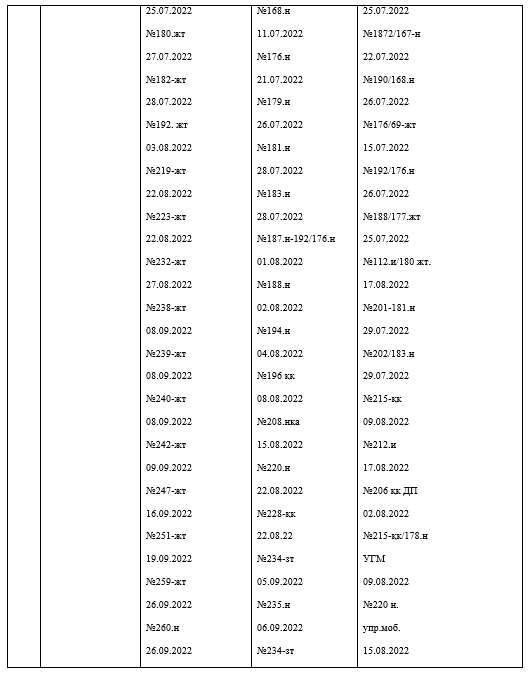 25.07.2022 №168.н 25.07.2022
№180.жт 11.07.2022 №1872/167-н
27.07.2022 №176.н 22.07.2022
№182-жт 21.07.2022 №190/168.н
28.07.2022 №179.н 26.07.2022
№192. жт 26.07.2022 №176/69-жт
03.08.2022 №181.н 15.07.2022
№219-жт 28.07.2022 №192/176.н
22.08.2022 №183.н 26.07.2022
№223-жт 28.07.2022 №188/177.жт
22.08.2022 №187.н-192/176.н 25.07.2022
№232-жт 01.08.2022 №112.и/180 жт.
27.08.2022 №188.н 17.08.2022
№238-жт 02.08.2022 №201-181.н
08.09.2022 №194.н 29.07.2022
№239-жт 04.08.2022 №202/183.н
08.09.2022 №196 қк 29.07.2022
№240-жт 08.08.2022 №215-қк
08.09.2022 №208.нка 09.08.2022
№242-жт 15.08.2022 №212.и
09.09.2022 №220.н 17.08.2022
№247-жт 22.08.2022 №206 қк ДП
16.09.2022 №228-қк 02.08.2022
№251-жт 22.08.22 №215-қк/178.н
19.09.2022 №234-зт УГМ
№259-жт 05.09.2022 09.08.2022
26.09.2022 №235.н №220 н.
№260.н 06.09.2022 упр.моб.
26.09.2022 №234-зт 15.08.2022